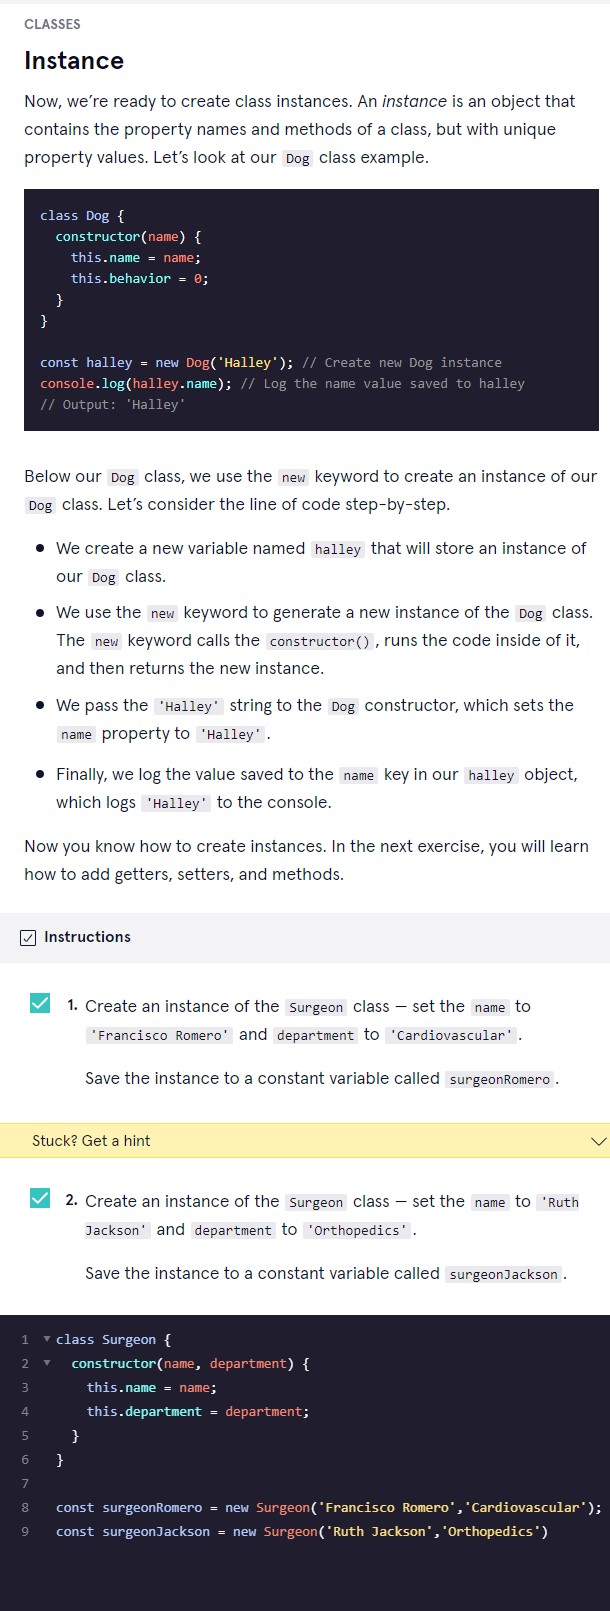 CLASSES
Instance
Now, we're ready to create class instances. An instance is an object that
contains the property names and methods of a class, but with unique
property values. Let's look at our Dog class example.
class Dog {
  constructor(name) {
    this.name = name;
    this.behavior = 0;
  }
}
const halley = new Dog('Halley'); // Create new Dog instance
console.log(halley.name); // Log the name value saved to halley
// Output: 'Halley'
Below our Dog class, we use the new keyword to create an instance of our
Dog class. Let's consider the line of code step-by-step.
• We create a new variable named halley that will store an instance of
our Dog class.
• We use the new keyword to generate a new instance of the Dog class.
The new keyword calls the constructor(), runs the code inside of it,
and then returns the new instance.
• We pass the 'Halley' string to the Dog constructor, which sets the
name property to 'Halley'.
• Finally, we log the value saved to the name key in our halley object,
which logs 'Halley' to the console.
Now you know how to create instances. In the next exercise, you will learn
how to add getters, setters, and methods.
Instructions
1. Create an instance of the Surgeon class — set the name to
'Francisco Romero' and department to 'Cardiovascular'.
Save the instance to a constant variable called surgeonRomero.
Stuck? Get a hint
2. Create an instance of the Surgeon class — set the name to 'Ruth
Jackson' and department to 'Orthopedics'.
Save the instance to a constant variable called surgeonJackson.
1 class Surgeon {
2   constructor(name, department) {
3     this.name = name;
4     this.department = department;
5   }
6 }
7
8 const surgeonRomero = new Surgeon('Francisco Romero','Cardiovascular');
9 const surgeonJackson = new Surgeon('Ruth Jackson','Orthopedics')